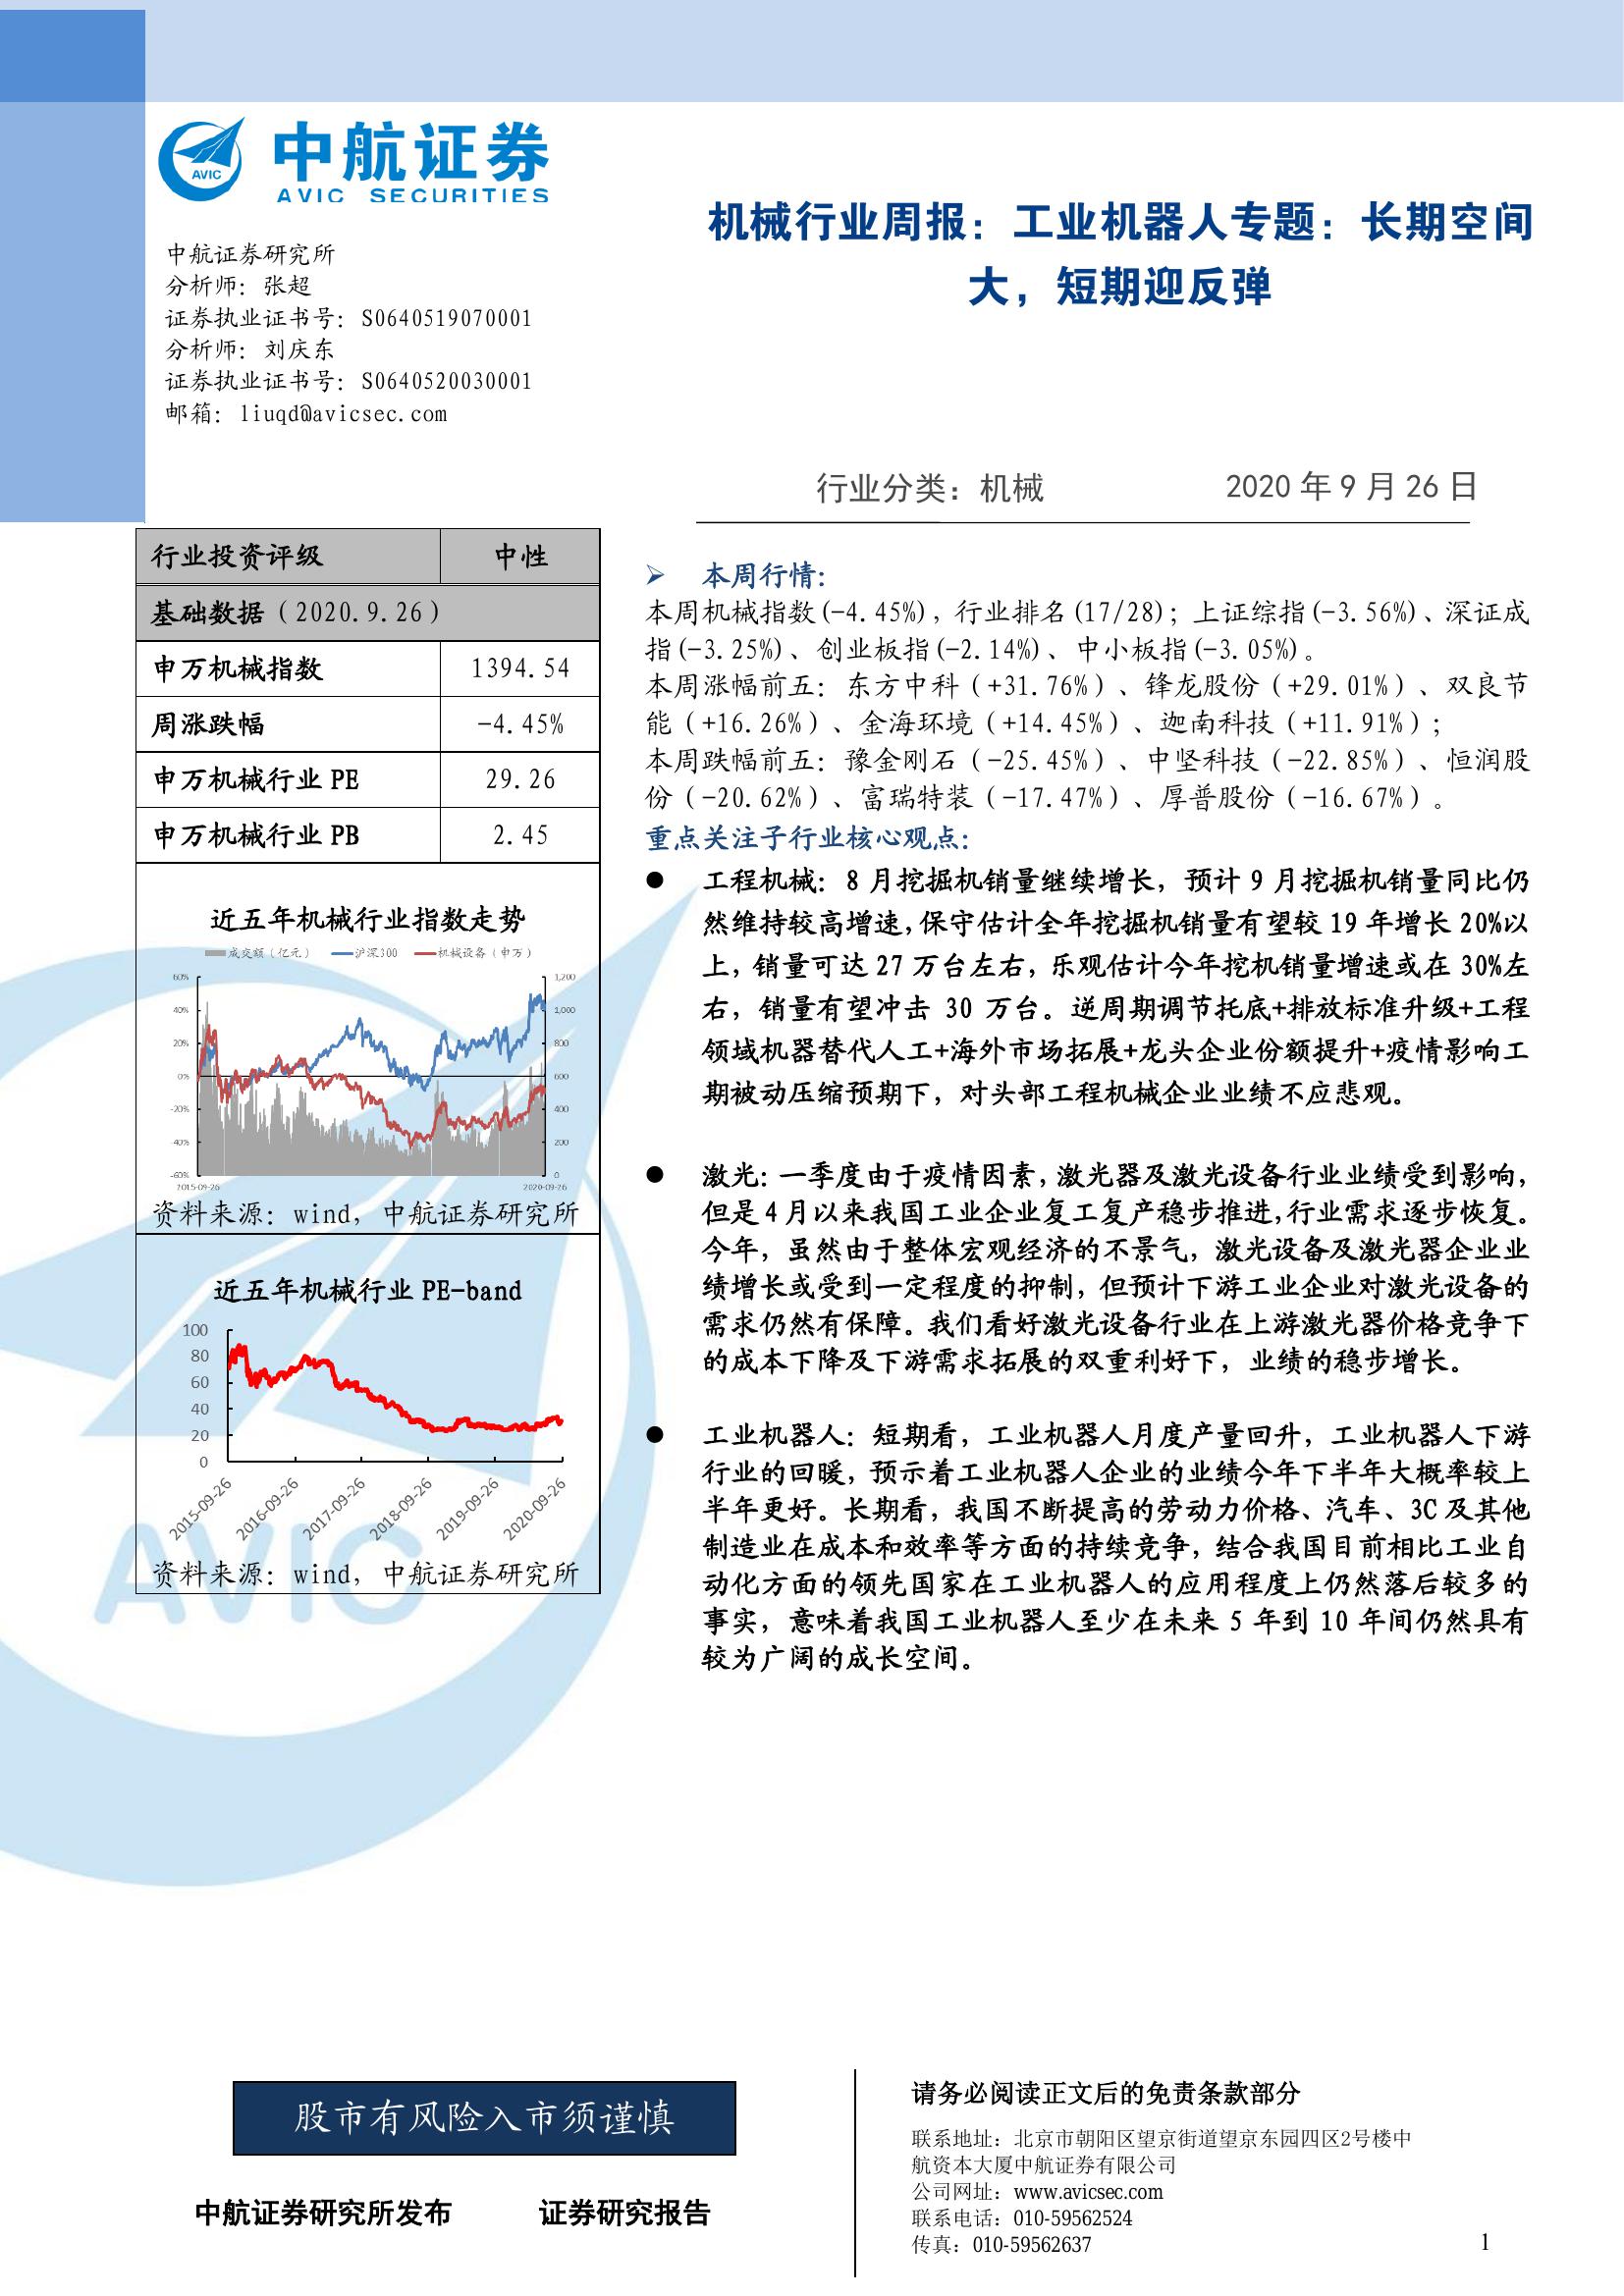 AVIC
中航证券
AVIC SECURITIES
中航证券研究所
分析师：张超
证券执业证书号：S0640519070001
分析师：刘庆东
证券执业证书号：S0640520030001
邮箱：liuqd@avicsec.com
机械行业周报：工业机器人专题：长期空间
大，短期迎反弹
行业分类：机械 2020 年 9 月 26 日
行业投资评级 中性
基础数据（2020.9.26）
申万机械指数 1394.54
周涨跌幅 -4.45%
申万机械行业 PE 29.26
申万机械行业 PB 2.45
近五年机械行业指数走势
成交额（亿元） 沪深300 机械设备（申万）
60% 1,200
40% 1,000
20% 800
0% 600
-20% 400
40% 200
-60% 0
2015-09-26 2020-09-26
资料来源：wind，中航证券研究所
近五年机械行业 PE-band
100
80
60
40
20
0
2015-09-26 2016-09-26 2017-09-26 2018-09-26 2019-09-26 2020-09-26
资料来源：wind，中航证券研究所
AVIC
➢ 本周行情：
本周机械指数(-4.45%)，行业排名(17/28)；上证综指(-3.56%)、深证成
指(-3.25%)、创业板指(-2.14%)、中小板指(-3.05%)。
本周涨幅前五：东方中科（+31.76%）、锋龙股份（+29.01%）、双良节
能（+16.26%）、金海环境（+14.45%）、迦南科技（+11.91%）；
本周跌幅前五：豫金刚石（-25.45%）、中坚科技（-22.85%）、恒润股
份（-20.62%）、富瑞特装（-17.47%）、厚普股份（-16.67%）。
重点关注子行业核心观点：
● 工程机械：8 月挖掘机销量继续增长，预计 9 月挖掘机销量同比仍
然维持较高增速，保守估计全年挖掘机销量有望较 19 年增长 20%以
上，销量可达 27 万台左右，乐观估计今年挖机销量增速或在 30%左
右，销量有望冲击 30 万台。逆周期调节托底+排放标准升级+工程
领域机器替代人工+海外市场拓展+龙头企业份额提升+疫情影响工
期被动压缩预期下，对头部工程机械企业业绩不应悲观。
● 激光：一季度由于疫情因素，激光器及激光设备行业业绩受到影响，
但是 4 月以来我国工业企业复工复产稳步推进，行业需求逐步恢复。
今年，虽然由于整体宏观经济的不景气，激光设备及激光器企业业
绩增长或受到一定程度的抑制，但预计下游工业企业对激光设备的
需求仍然有保障。我们看好激光设备行业在上游激光器价格竞争下
的成本下降及下游需求拓展的双重利好下，业绩的稳步增长。
● 工业机器人：短期看，工业机器人月度产量回升，工业机器人下游
行业的回暖，预示着工业机器人企业的业绩今年下半年大概率较上
半年更好。长期看，我国不断提高的劳动力价格、汽车、3C 及其他
制造业在成本和效率等方面的持续竞争，结合我国目前相比工业自
动化方面的领先国家在工业机器人的应用程度上仍然落后较多的
事实，意味着我国工业机器人至少在未来 5 年到 10 年间仍然具有
较为广阔的成长空间。
股市有风险入市须谨慎
中航证券研究所发布 证券研究报告
请务必阅读正文后的免责条款部分
联系地址：北京市朝阳区望京街道望京东园四区2号楼中
航资本大厦中航证券有限公司
公司网址：www.avicsec.com
联系电话：010-59562524
传真：010-59562637
1